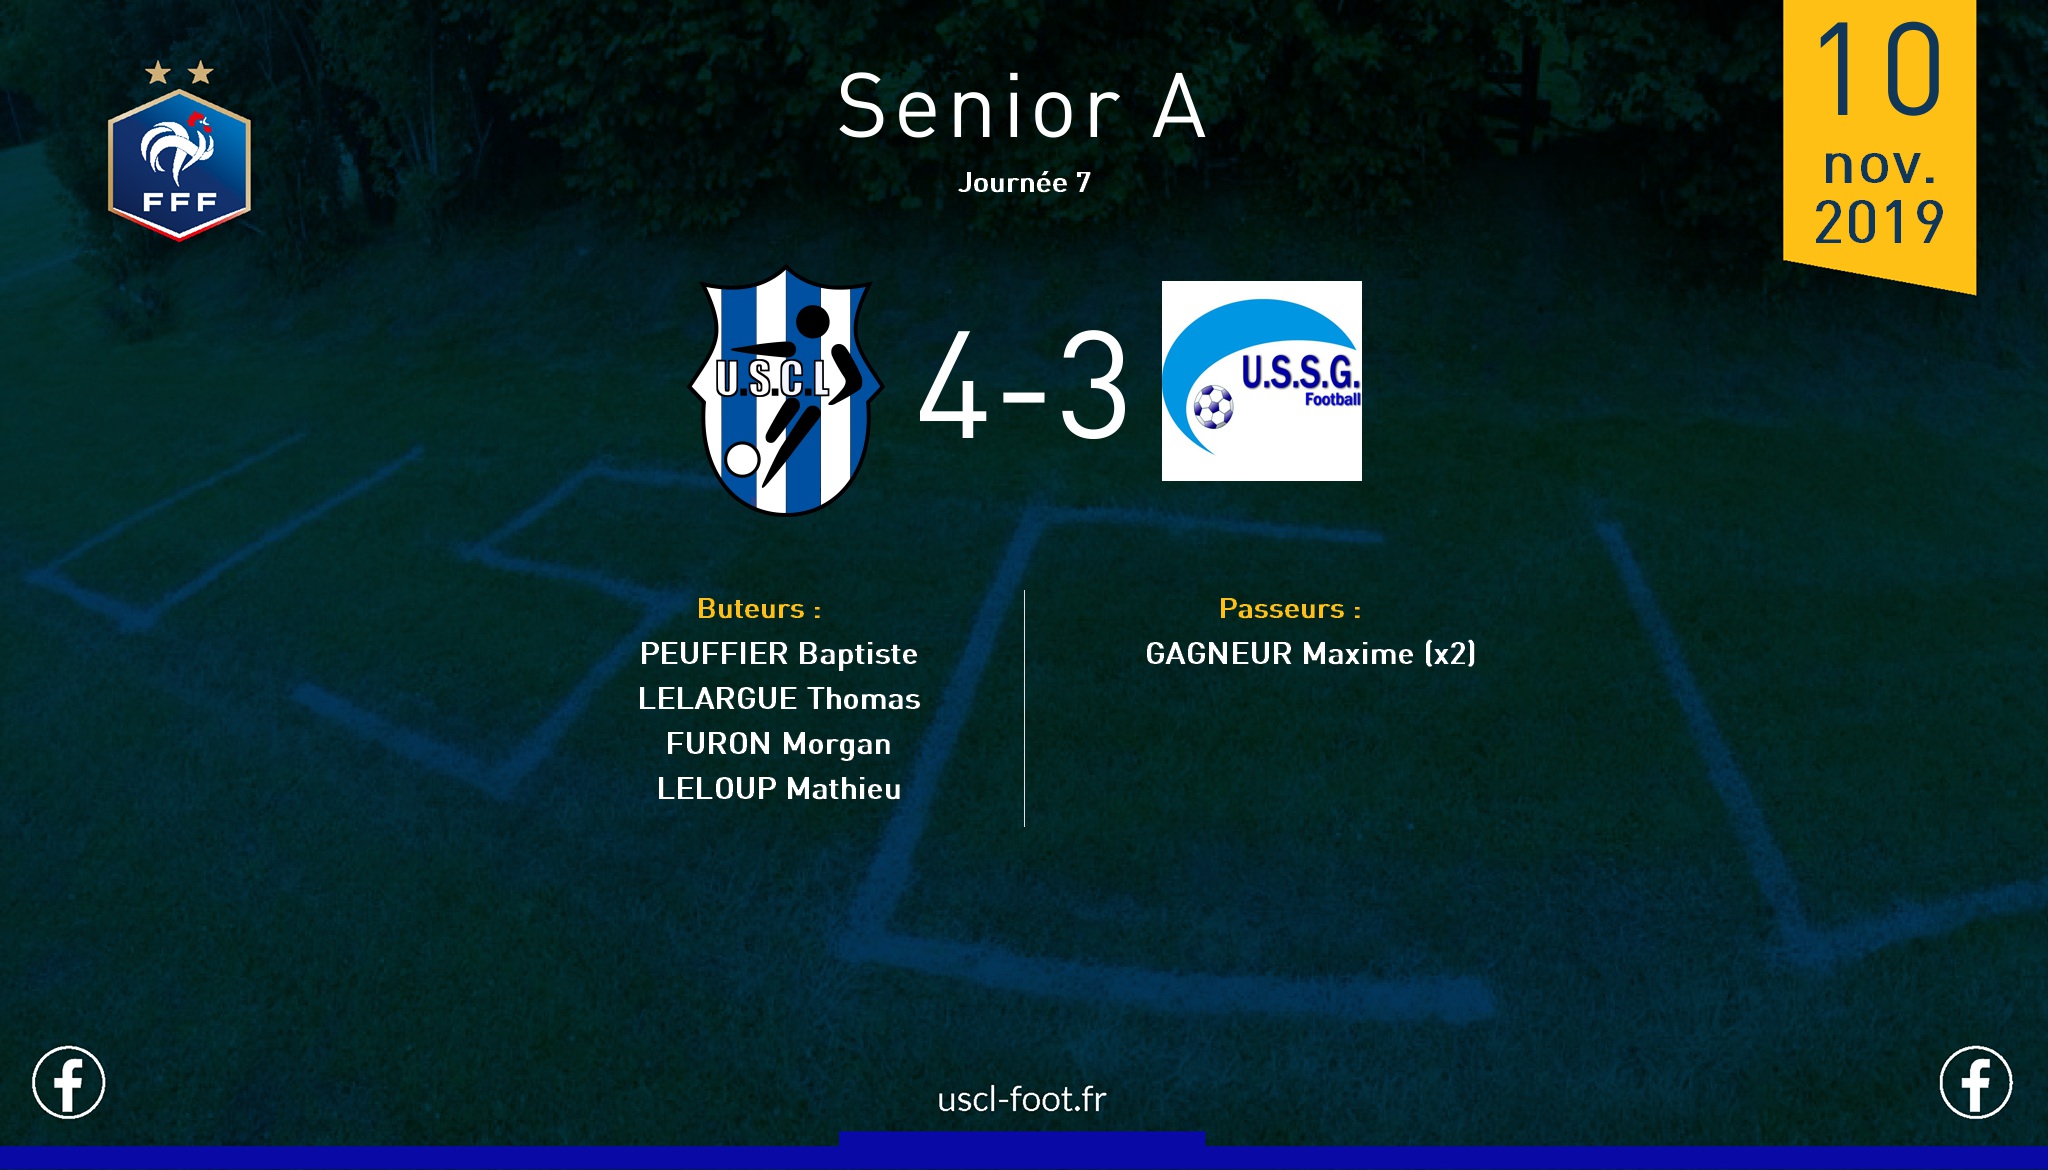 Senior A
Journée 7
10
nov.
2019
FFF
U.S.C.L
4-3
U.S.S.G.
Football
Buteurs :
PEUFFIER Baptiste
LELARGUE Thomas
FURON Morgan
LELOUP Mathieu
Passeurs :
GAGNEUR Maxime (x2)
uscl-foot.fr